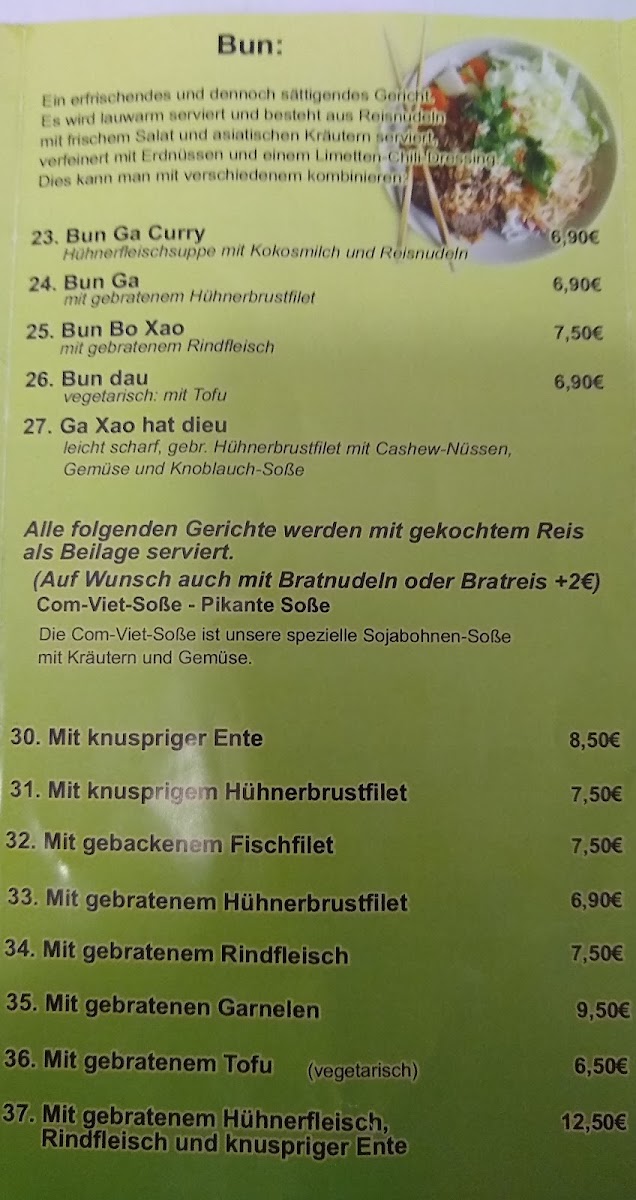 Bun:
Ein erfrischendes und dennoch sättigendes Gericht.
Es wird lauwarm serviert und besteht aus Reisnudeln
mit frischem Salat und asiatischen Kräutern serviert,
verfeinert mit Erdnüssen und einem Limetten-Chili Dressing.
Dies kann man mit verschiedenem kombinieren:
23. Bun Ga Curry 6,90€
Hühnerfleischsuppe mit Kokosmilch und Reisnudeln
24. Bun Ga 6,90€
mit gebratenem Hühnerbrustfilet
25. Bun Bo Xao 7,50€
mit gebratenem Rindfleisch
26. Bun dau 6,90€
vegetarisch: mit Tofu
27. Ga Xao hat dieu
leicht scharf, gebr. Hühnerbrustfilet mit Cashew-Nüssen,
Gemüse und Knoblauch-Soße
Alle folgenden Gerichte werden mit gekochtem Reis
als Beilage serviert.
(Auf Wunsch auch mit Bratnudeln oder Bratreis +2€)
Com-Viet-Soße - Pikante Soße
Die Com-Viet-Soße ist unsere spezielle Sojabohnen-Soße
mit Kräutern und Gemüse.
30. Mit knuspriger Ente 8,50€
31. Mit knusprigem Hühnerbrustfilet 7,50€
32. Mit gebackenem Fischfilet 7,50€
33. Mit gebratenem Hühnerbrustfilet 6,90€
34. Mit gebratenem Rindfleisch 7,50€
35. Mit gebratenen Garnelen 9,50€
36. Mit gebratenem Tofu (vegetarisch) 6,50€
37. Mit gebratenem Hühnerfleisch, 12,50€
Rindfleisch und knuspriger Ente